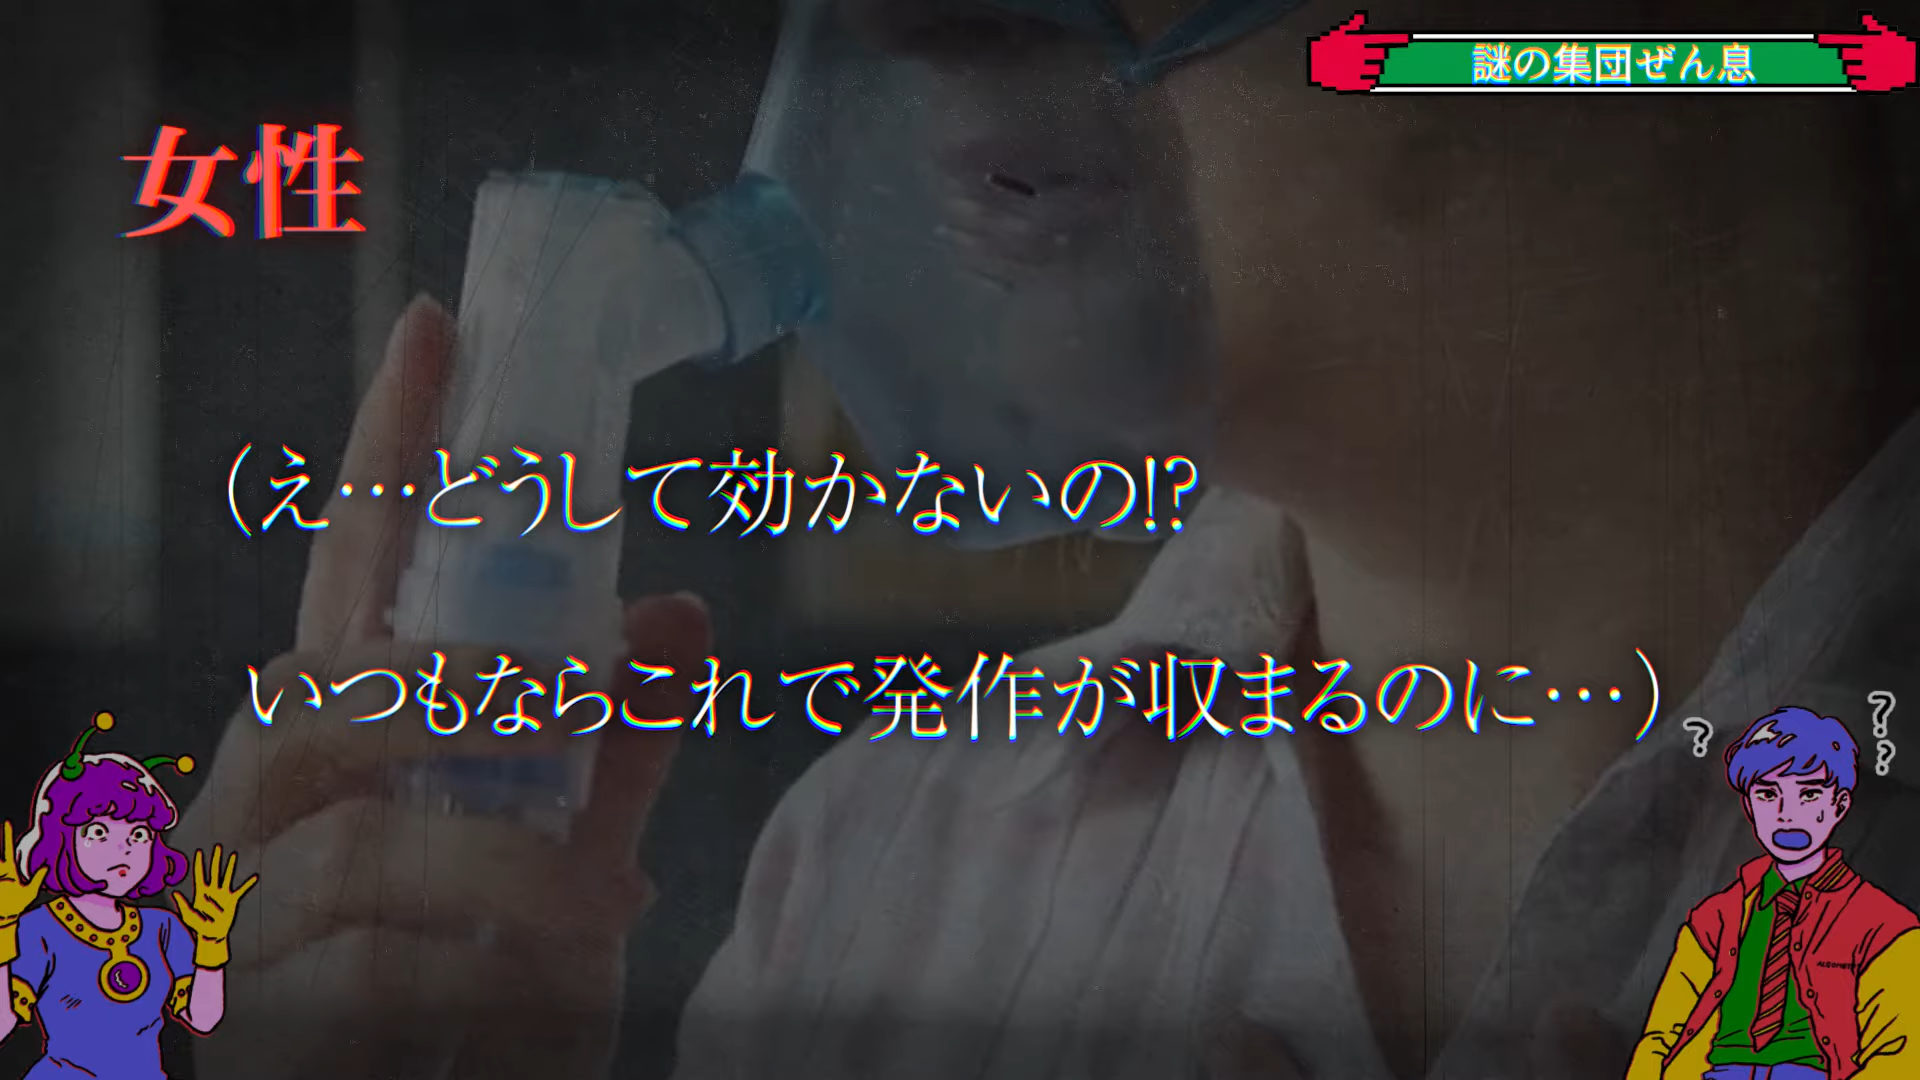 謎の集団ぜん息
女性
(え…どうして効かないの!?
いつもならこれで発作が収まるのに…)
? ?
?